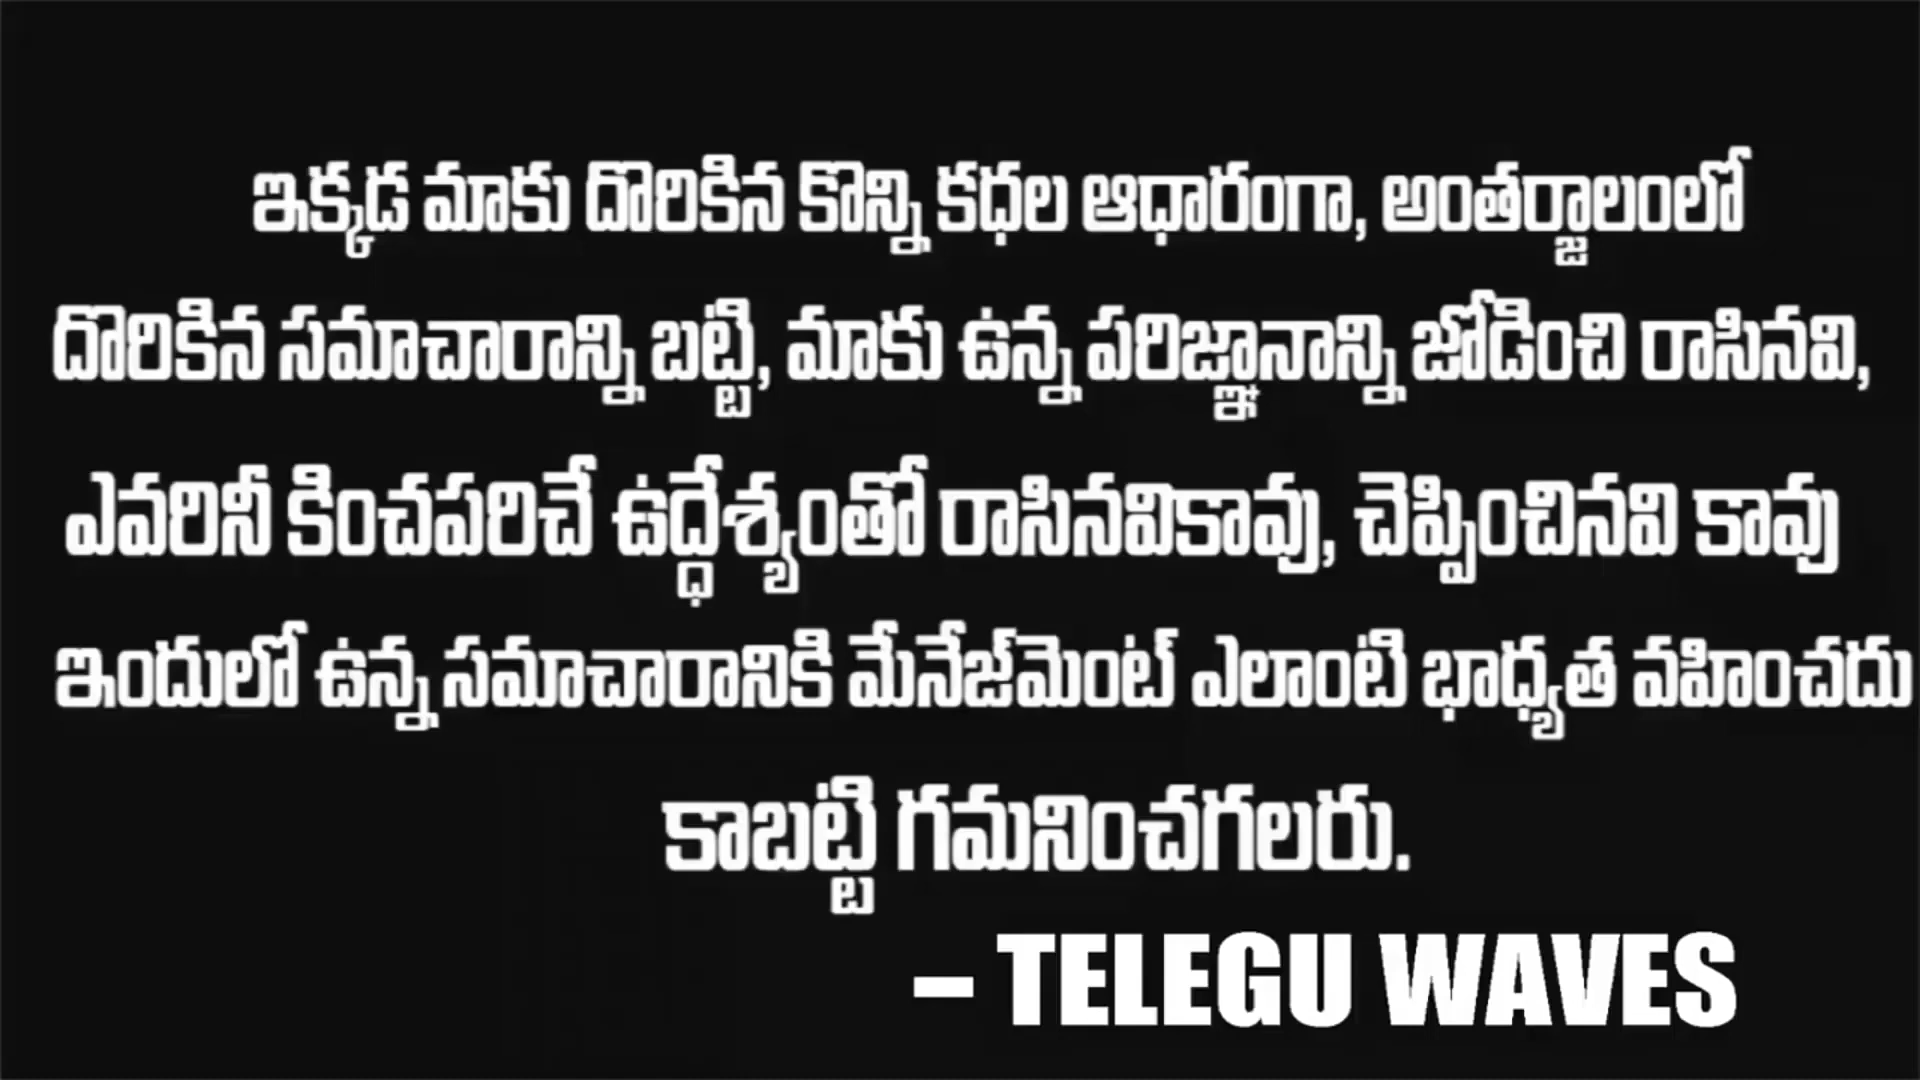 ఇక్కడ మాకు దొరికిన కొన్ని కధల ఆధారంగా, అంతర్జాలంలో
దొరికిన సమాచారాన్ని బట్టి, మాకు ఉన్న పరిజ్ఞానాన్ని జోడించి రాసినవి,
ఎవరినీ కించపరిచే ఉద్ధేశ్యంతో రాసినవికావు, చెప్పించినవి కావు
ఇందులో ఉన్న సమాచారానికి మేనేజ్‌మెంట్ ఎలాంటి భాధ్యత వహించదు
కాబట్టి గమనించగలరు.
– TELEGU WAVES